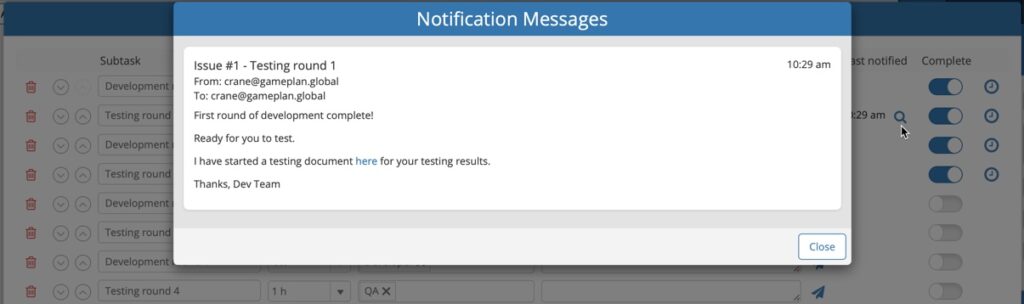 Notification Messages
Issue #1 - Testing round 1
10:29 am
From: crane@gameplan.global
To: crane@gameplan.global
First round of development complete!
Ready for you to test.
I have started a testing document here for your testing results.
Thanks, Dev Team
Close
Subtask
notified
Complete
Development
Testing round
:29 am
Development
Testing round
Development
Testing round
Development
Testing round 4
1 h
QA